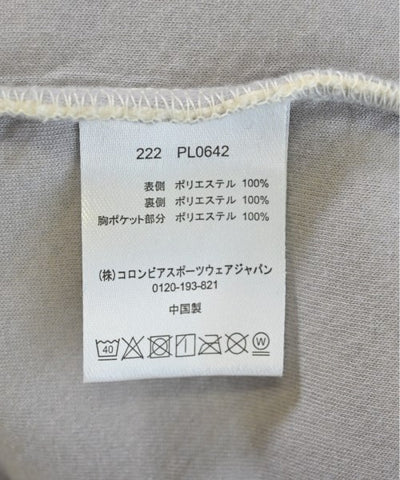 222 PL0642
表側 ポリエステル 100%
裏側 ポリエステル 100%
胸ポケット部分 ポリエステル 100%
(株)コロンビアスポーツウェアジャパン
0120-193-821
中国製
40 W